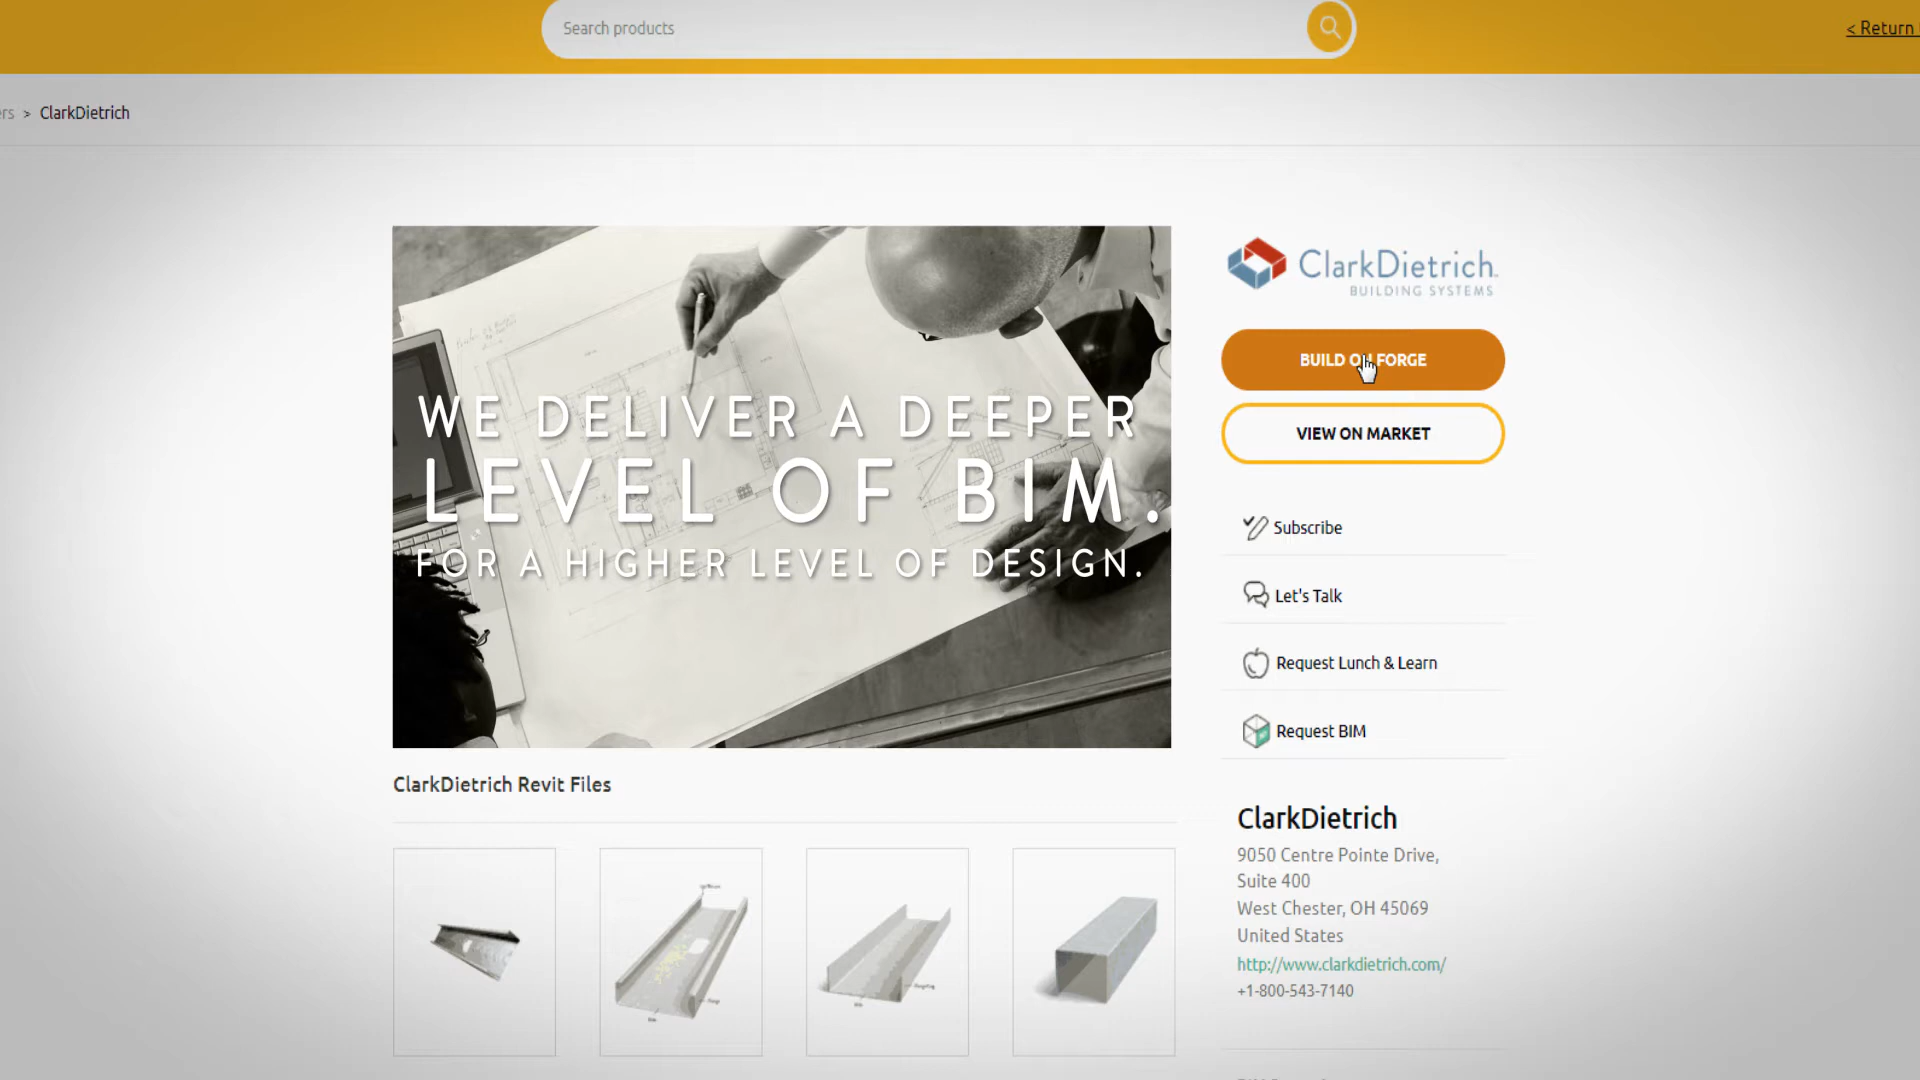 Search products
< Return
> ClarkDietrich
WE DELIVER A DEEPER
LEVEL OF BIM.
FOR A HIGHER LEVEL OF DESIGN.
ClarkDietrich
BUILDING SYSTEMS
BUILD ON FORGE
VIEW ON MARKET
Subscribe
Let's Talk
Request Lunch & Learn
Request BIM
ClarkDietrich Revit Files
ClarkDietrich
9050 Centre Pointe Drive,
Suite 400
West Chester, OH 45069
United States
http://www.clarkdietrich.com/
+1-800-543-7140